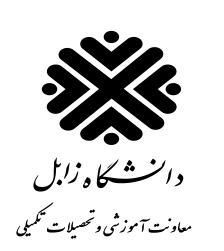 دانشگاه زابل
معاونت آموزشی و تحصیلات تکمیلی